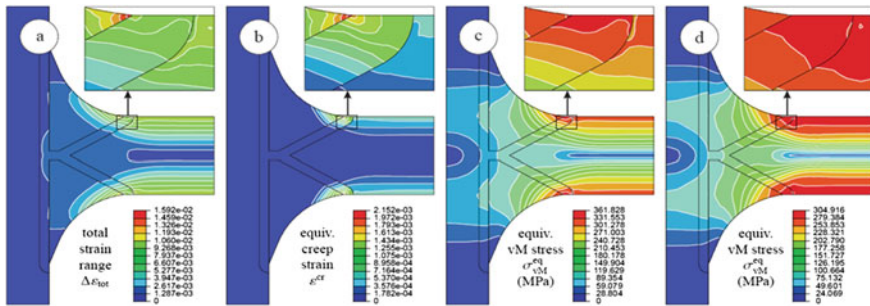 a
b
c
d
total
strain
range
Δε_tot
1.592e-02
1.459e-02
1.326e-02
1.193e-02
1.060e-02
9.268e-03
7.937e-03
6.607e-03
5.277e-03
3.947e-03
2.617e-03
1.287e-03
0
equiv.
creep
strain
ε^cr
2.152e-03
1.972e-03
1.793e-03
1.613e-03
1.434e-03
1.255e-03
1.075e-03
8.958e-04
7.164e-04
5.370e-04
3.576e-04
1.782e-04
0
equiv.
vM stress
σ^eq_vM
(MPa)
361.828
331.553
301.278
271.003
240.728
210.453
180.178
149.904
119.629
89.354
59.079
28.804
0
equiv.
vM stress
σ^eq_vM
(MPa)
304.916
279.384
253.853
228.321
202.790
177.258
151.727
126.195
100.664
75.132
49.601
24.069
0